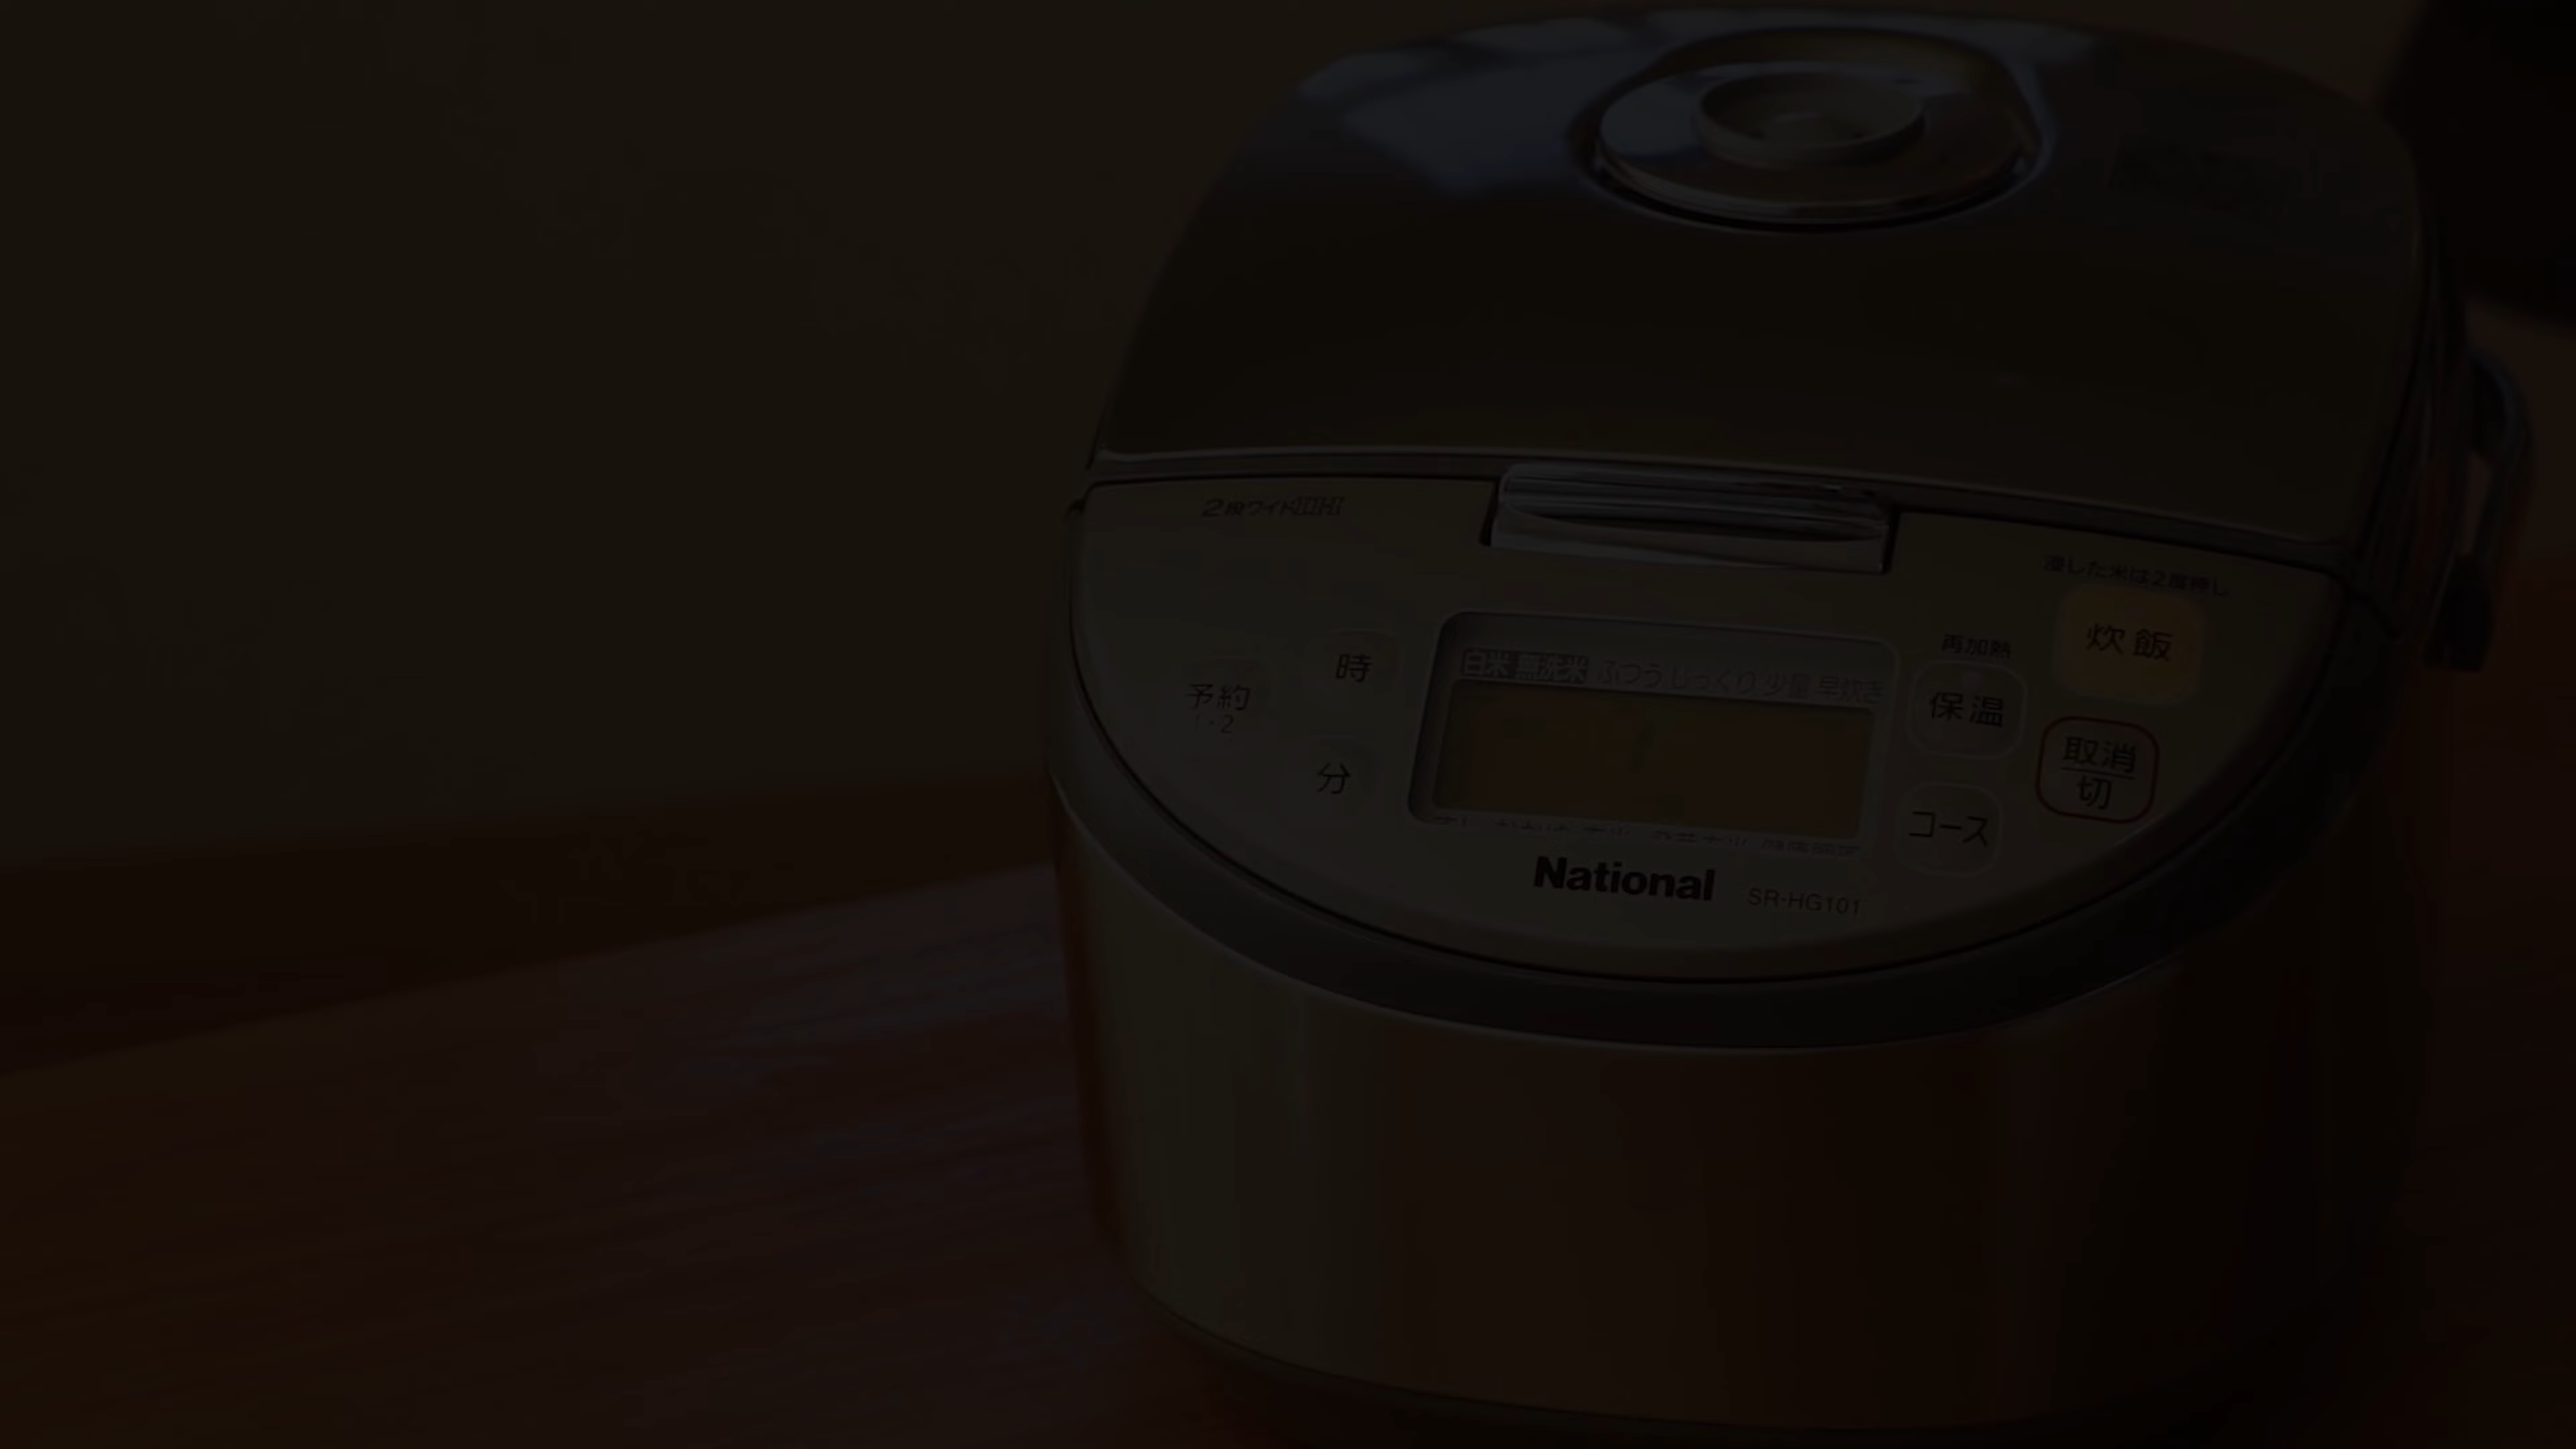 2段ワイドIH
浸した米は2度押し
炊飯
再加熱
時
白米 無洗米 ふつう じっくり 少量 早炊き
保温
予約
1・2
取消
切
分
コース
National SR-HG101